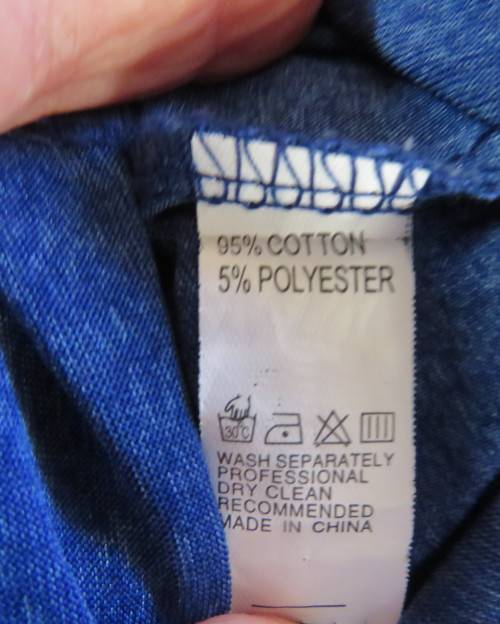 95% COTTON
5% POLYESTER
30°C
WASH SEPARATELY
PROFESSIONAL
DRY CLEAN
RECOMMENDED
MADE IN CHINA